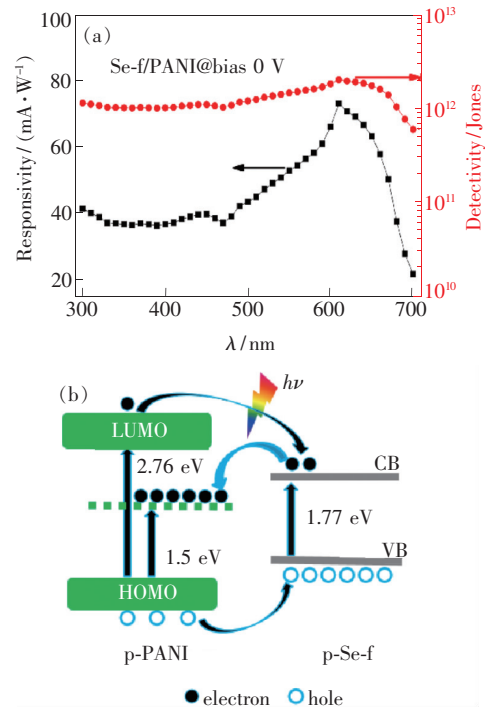 (a)
Se-f/PANI@bias 0 V
Responsivity/(mA·W⁻¹)
100
80
60
40
20
Detectivity/Jones
10¹³
10¹²
10¹¹
10¹⁰
300 400 500 600 700
λ/nm
(b)
hν
LUMO
2.76 eV
CB
1.77 eV
1.5 eV
VB
HOMO
p-PANI
p-Se-f
electron
hole